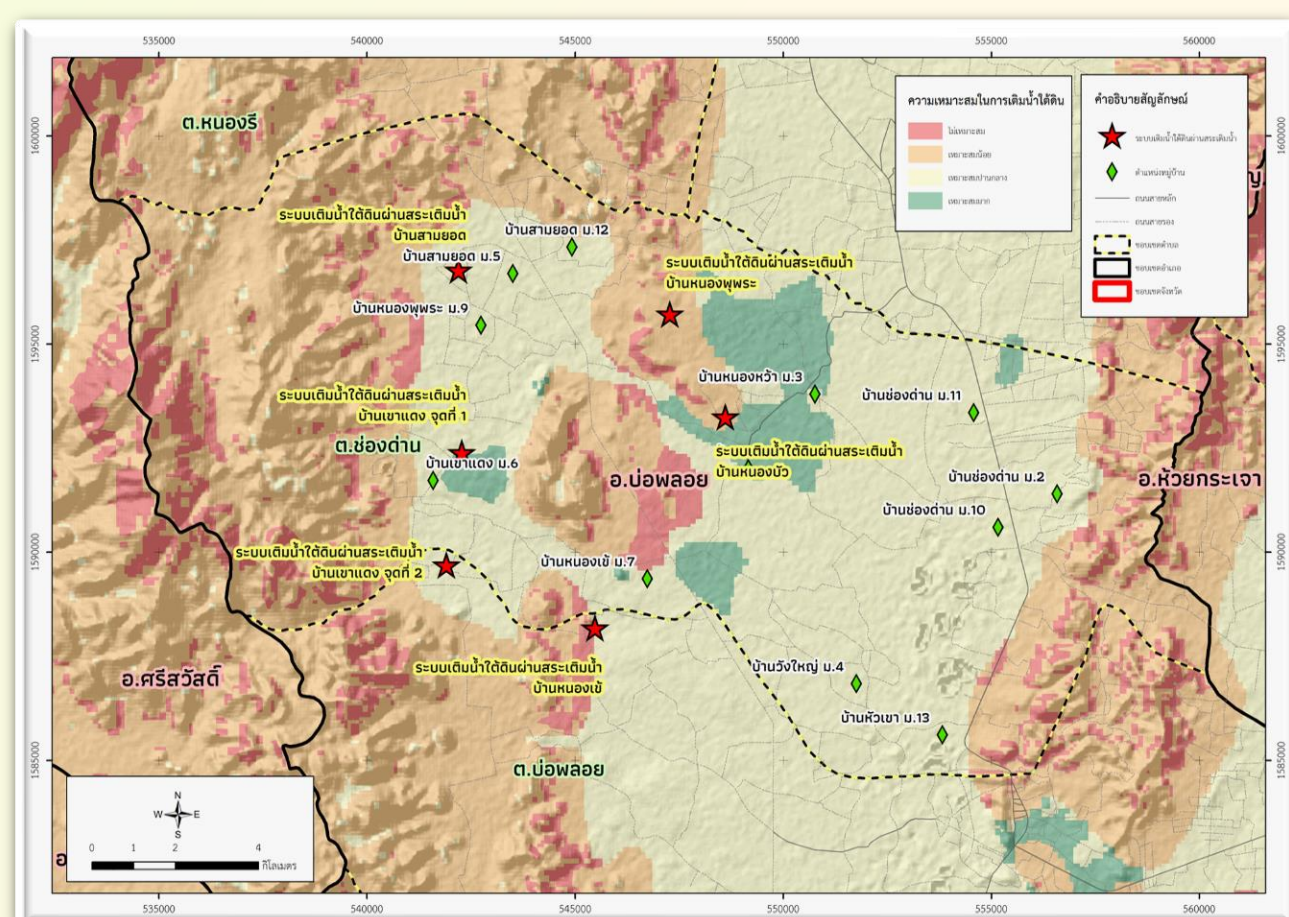 535000
540000
545000
550000
555000
560000
1600000
1595000
1590000
1585000
1600000
1595000
1590000
1585000
ความเหมาะสมในการเติมน้ำใต้ดิน
ไม่เหมาะสม
เหมาะสมน้อย
เหมาะสมปานกลาง
เหมาะสมมาก
คำอธิบายสัญลักษณ์
ระบบเติมน้ำใต้ดินผ่านสระเติมน้ำ
ตำแหน่งหมู่บ้าน
ถนนสายหลัก
ถนนสายรอง
ขอบเขตตำบล
ขอบเขตอำเภอ
ขอบเขตจังหวัด
ต.หนองรี
ระบบเติมน้ำใต้ดินผ่านสระเติมน้ำ
บ้านสามยอด
บ้านสามยอด ม.12
บ้านสามยอด ม.5
ระบบเติมน้ำใต้ดินผ่านสระเติมน้ำ
บ้านหนองพุพระ
บ้านหนองพุพระ ม.9
บ้านหนองหว้า ม.3
บ้านช่องด่าน ม.11
ระบบเติมน้ำใต้ดินผ่านสระเติมน้ำ
บ้านเขาแดง จุดที่ 1
ต.ช่องด่าน
บ้านเขาแดง ม.6
ระบบเติมน้ำใต้ดินผ่านสระเติมน้ำ
บ้านหนองบัว
อ.บ่อพลอย
บ้านช่องด่าน ม.2
อ.ห้วยกระเจา
บ้านช่องด่าน ม.10
ระบบเติมน้ำใต้ดินผ่านสระเติมน้ำ
บ้านเขาแดง จุดที่ 2
บ้านหนองเข้ ม.7
ระบบเติมน้ำใต้ดินผ่านสระเติมน้ำ
บ้านหนองเข้
อ.ศรีสวัสดิ์
บ้านวังใหญ่ ม.4
บ้านหัวเขา ม.13
ต.บ่อพลอย
N
W E
S
0 1 2 4
กิโลเมตร
535000
540000
545000
550000
555000
560000